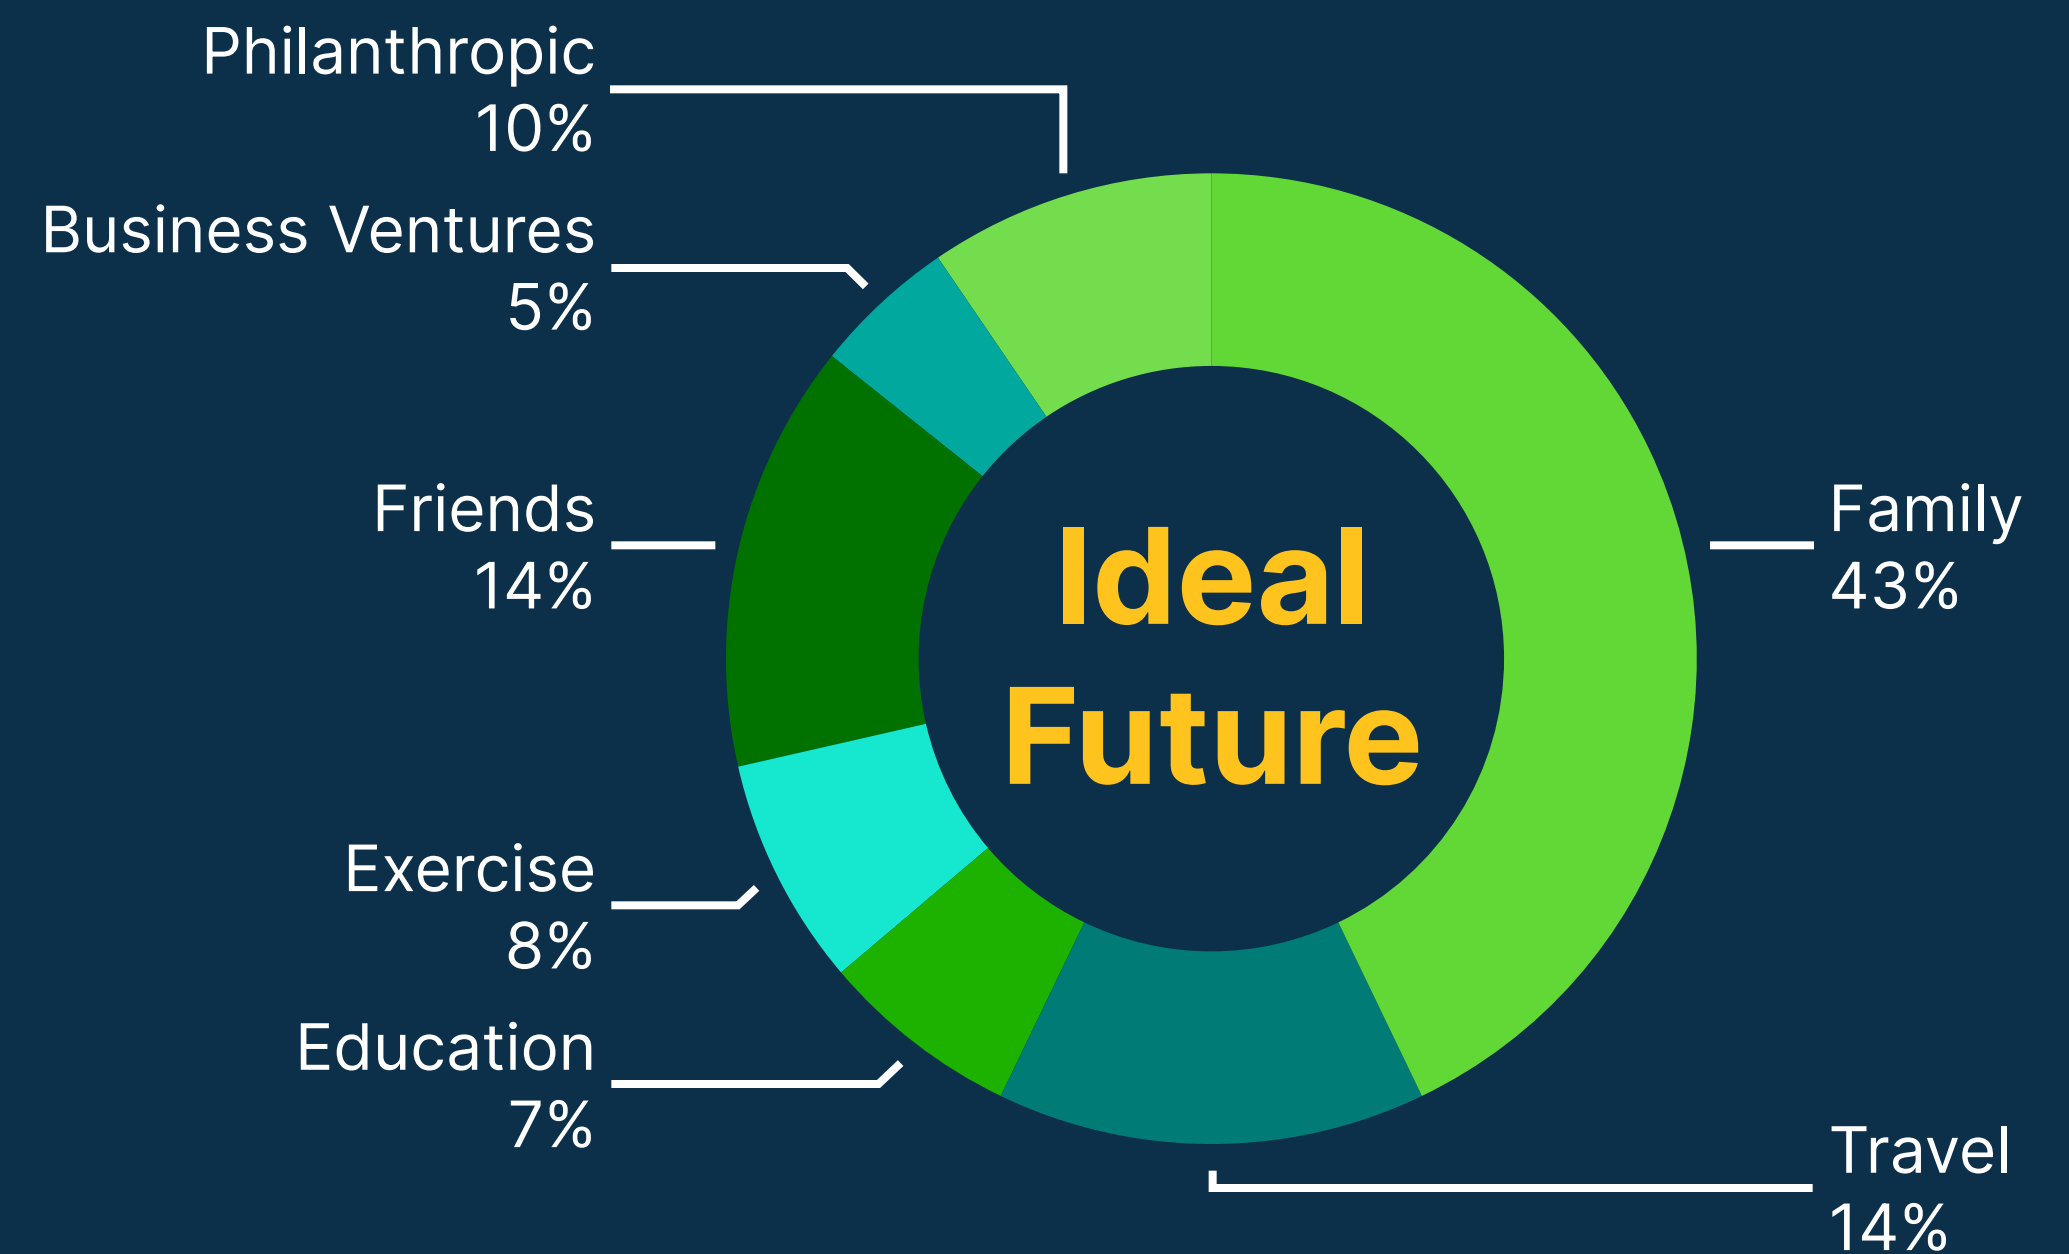 Philanthropic
10%
Business Ventures
5%
Friends
14%
Exercise
8%
Education
7%
Ideal
Future
Family
43%
Travel
14%